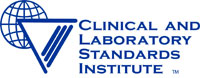 CLINICAL AND
LABORATORY
STANDARDS
INSTITUTE ™